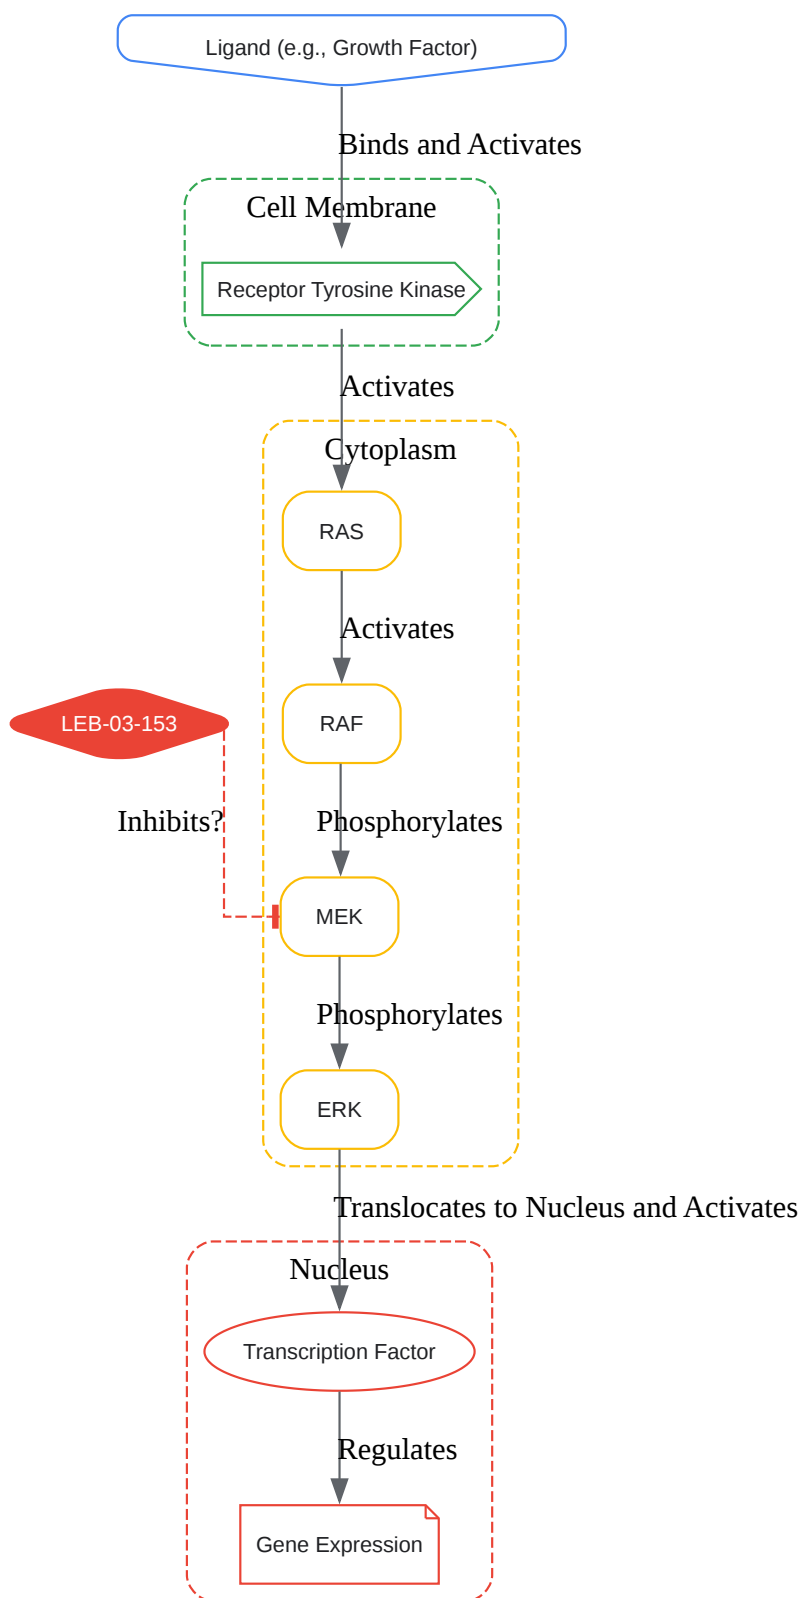 Ligand (e.g., Growth Factor)
Binds and Activates
Cell Membrane
Receptor Tyrosine Kinase
Activates
Cytoplasm
RAS
Activates
RAF
LEB-03-153
Inhibits?
Phosphorylates
MEK
Phosphorylates
ERK
Translocates to Nucleus and Activates
Nucleus
Transcription Factor
Regulates
Gene Expression